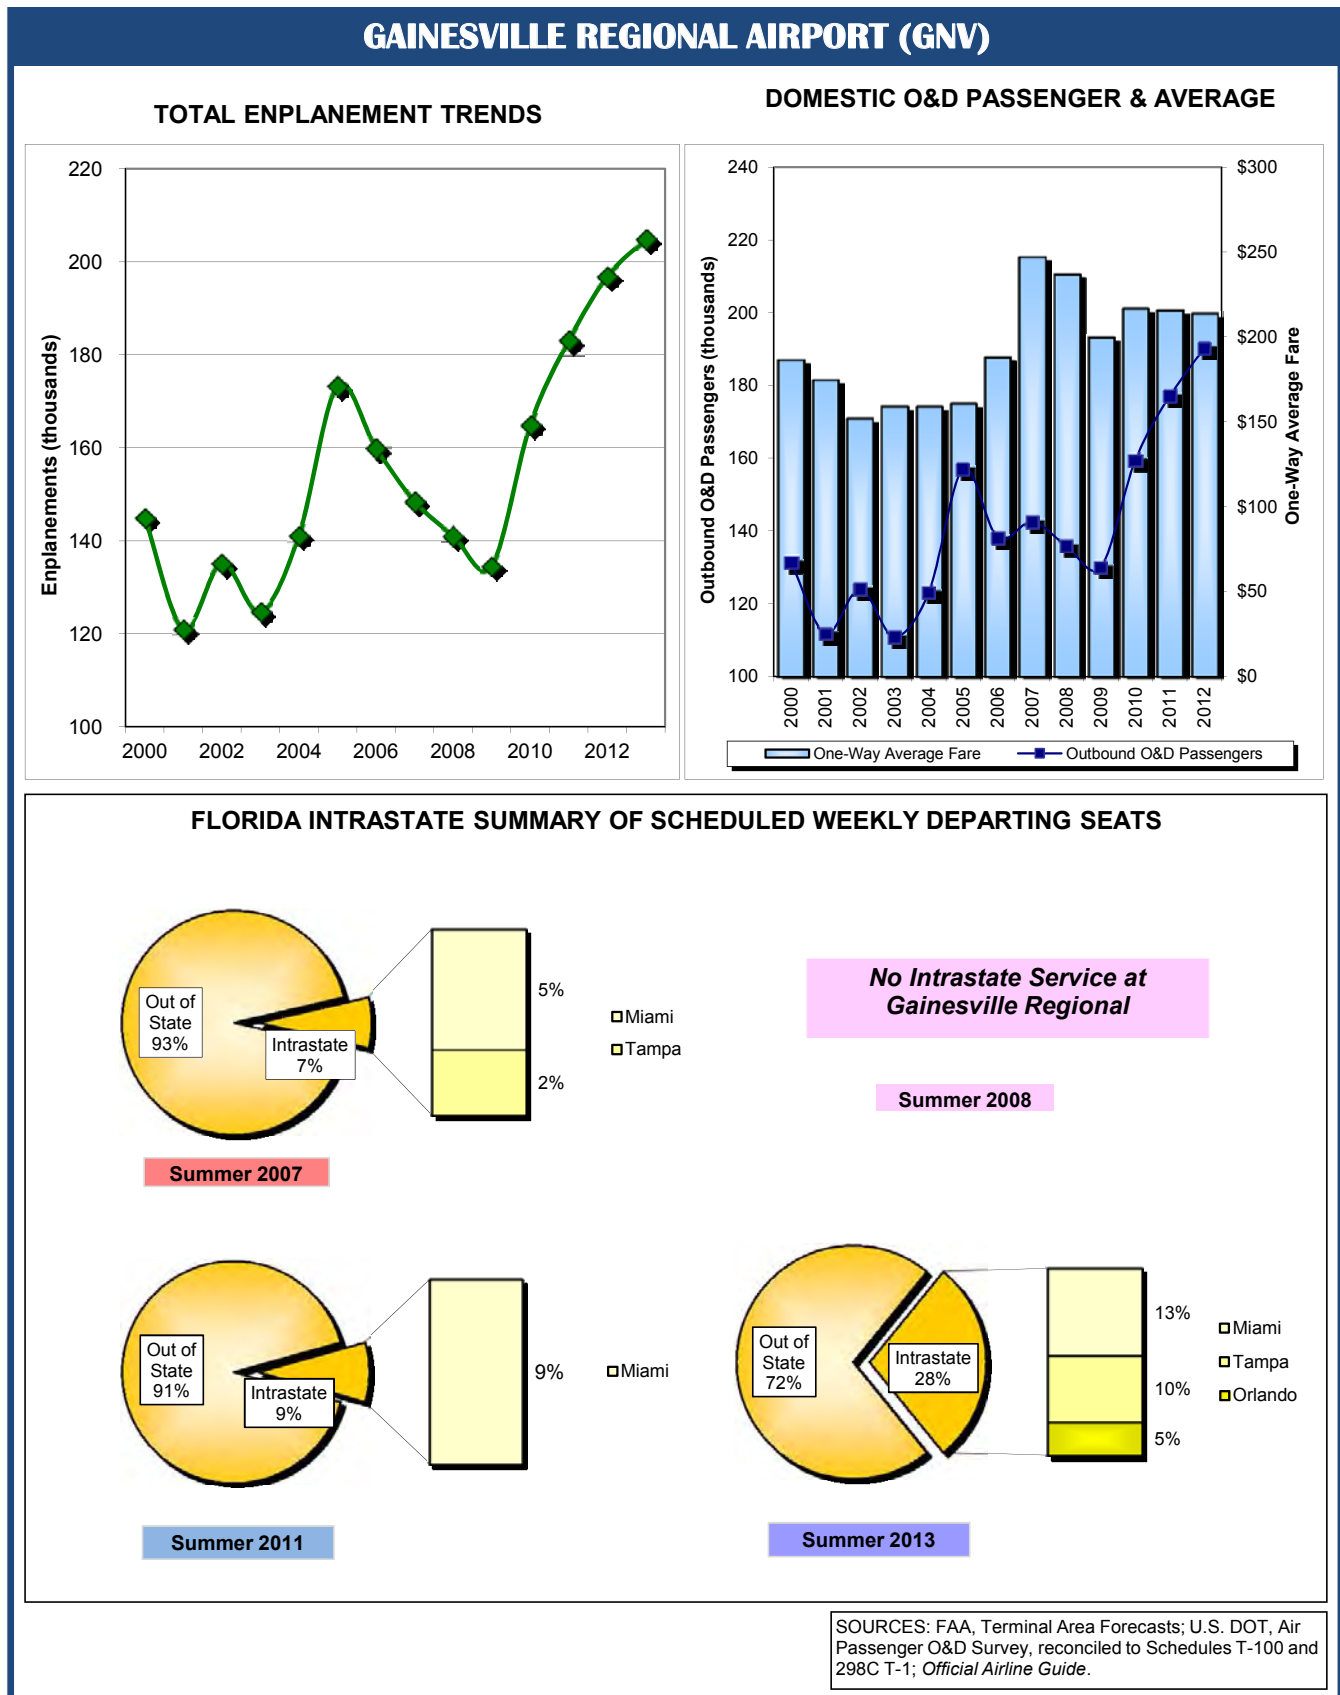 GAINESVILLE REGIONAL AIRPORT (GNV)
TOTAL ENPLANEMENT TRENDS
Enplanements (thousands)
220
200
180
160
140
120
100
2000 2002 2004 2006 2008 2010 2012
DOMESTIC O&D PASSENGER & AVERAGE
Outbound O&D Passengers (thousands)
240
220
200
180
160
140
120
100
$300
$250
$200
$150
$100
$50
$0
One-Way Average Fare
2000 2001 2002 2003 2004 2005 2006 2007 2008 2009 2010 2011 2012
One-Way Average Fare
Outbound O&D Passengers
FLORIDA INTRASTATE SUMMARY OF SCHEDULED WEEKLY DEPARTING SEATS
Out of
State
93%
Intrastate
7%
5%
2%
Miami
Tampa
Summer 2007
No Intrastate Service at
Gainesville Regional
Summer 2008
Out of
State
91%
Intrastate
9%
9%
Miami
Summer 2011
Out of
State
72%
Intrastate
28%
13%
10%
5%
Miami
Tampa
Orlando
Summer 2013
SOURCES: FAA, Terminal Area Forecasts; U.S. DOT, Air
Passenger O&D Survey, reconciled to Schedules T-100 and
298C T-1; Official Airline Guide.